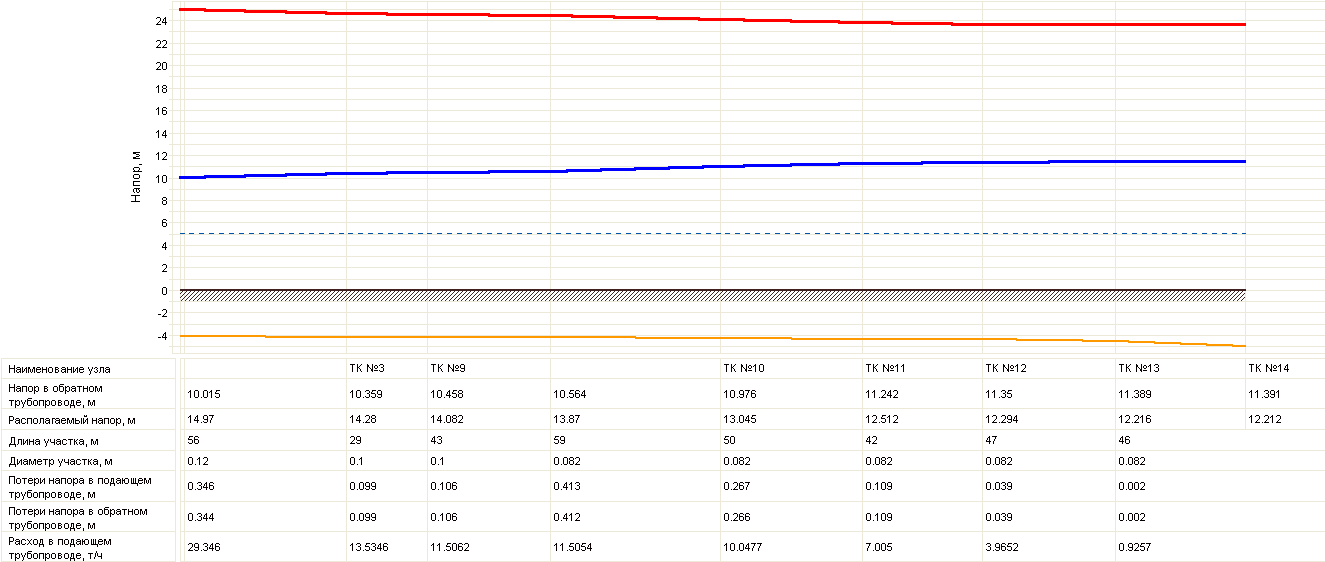 24
22
20
18
16
14
12
10
8
6
4
2
0
-2
-4
Напор, м
Наименование узла ТК №3 ТК №9 ТК №10 ТК №11 ТК №12 ТК №13 ТК №14
Напор в обратном
трубопроводе, м 10.015 10.359 10.458 10.564 10.976 11.242 11.35 11.389 11.391
Располагаемый напор, м 14.97 14.28 14.082 13.87 13.045 12.512 12.294 12.216 12.212
Длина участка, м 56 29 43 59 50 42 47 46
Диаметр участка, м 0.12 0.1 0.1 0.082 0.082 0.082 0.082 0.082
Потери напора в подающем
трубопроводе, м 0.346 0.099 0.106 0.413 0.267 0.109 0.039 0.002
Потери напора в обратном
трубопроводе, м 0.344 0.099 0.106 0.412 0.266 0.109 0.039 0.002
Расход в подающем
трубопроводе, т/ч 29.346 13.5346 11.5062 11.5054 10.0477 7.005 3.9652 0.9257